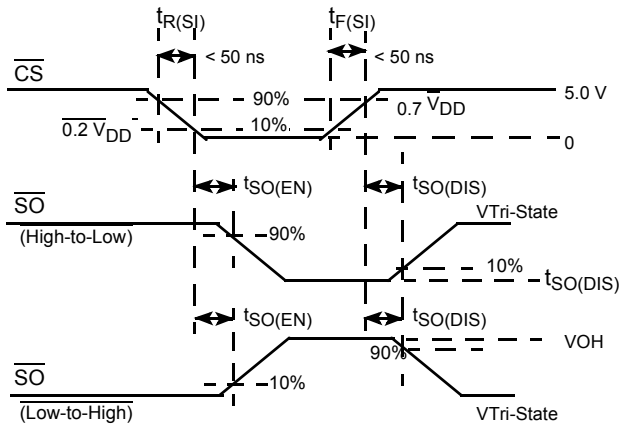 tR(SI) tF(SI)
< 50 ns < 50 ns
CS
90% 0.7 VDD 5.0 V
0.2 VDD 10% 0
tSO(EN) tSO(DIS)
SO VTri-State
(High-to-Low) 90%
10%
tSO(DIS)
tSO(EN) tSO(DIS)
VOH
90%
SO 10%
(Low-to-High) VTri-State